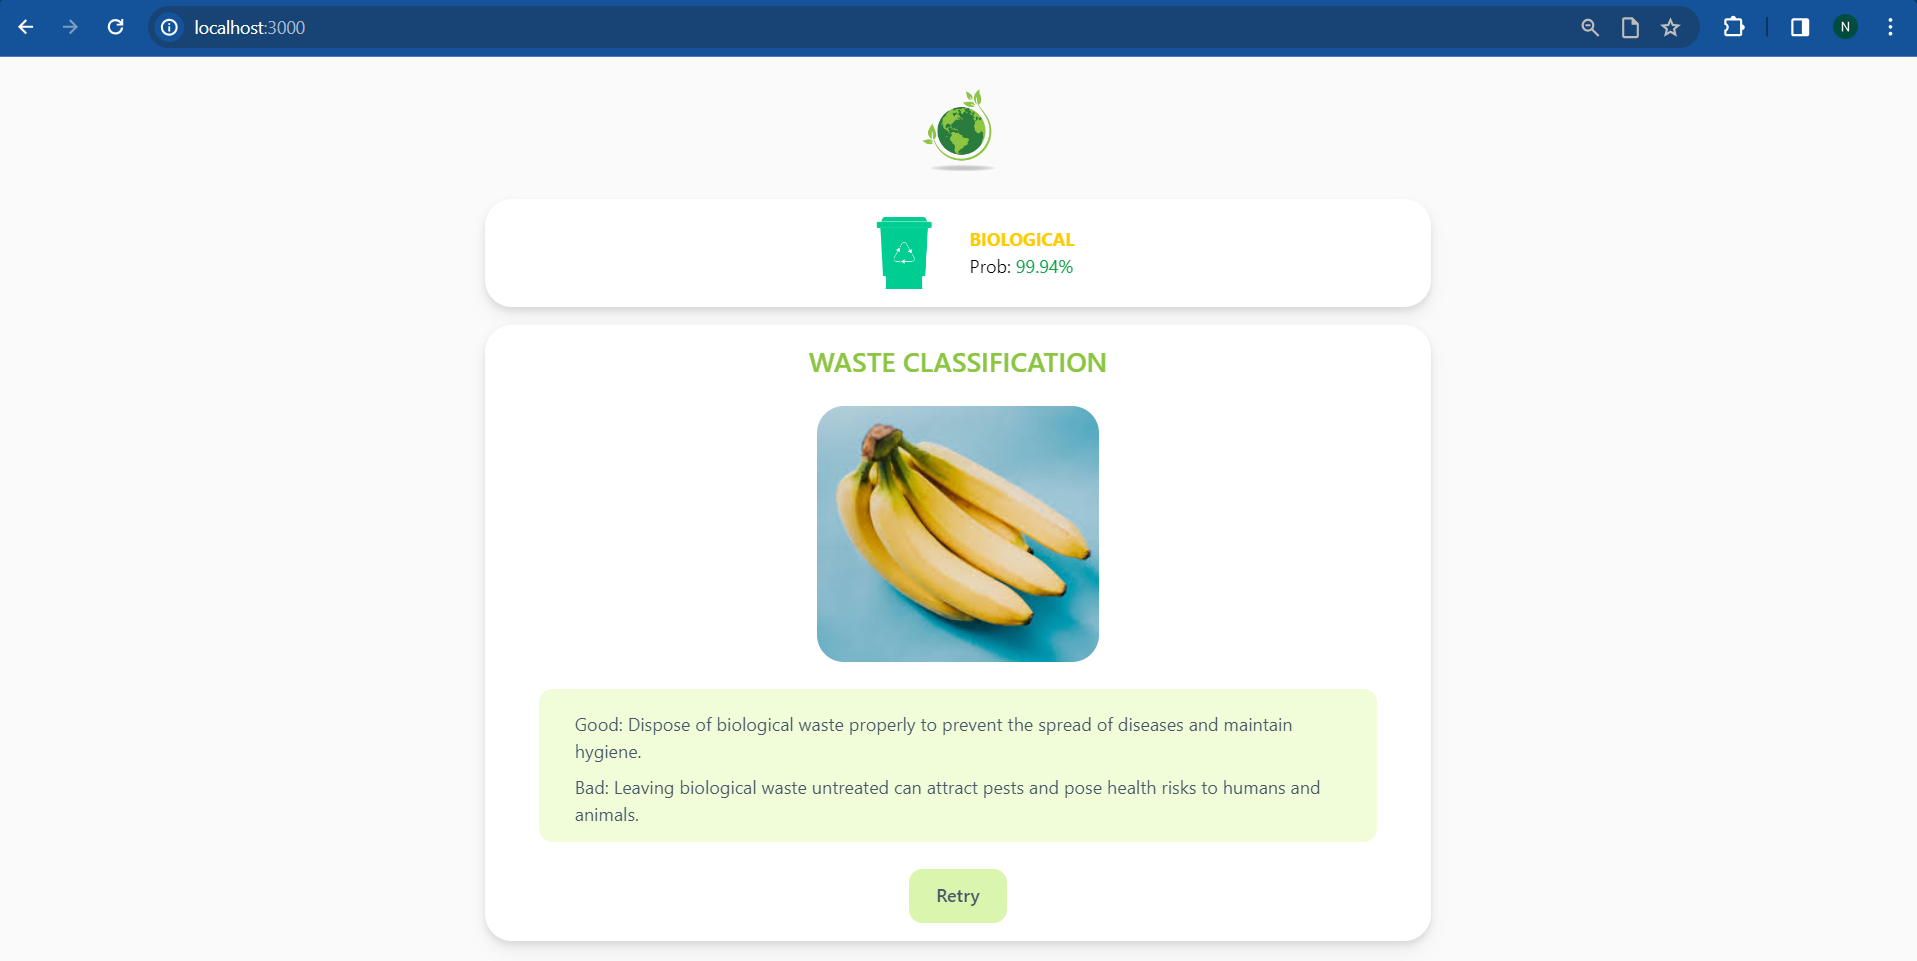 localhost:3000
N
BIOLOGICAL
Prob: 99.94%
WASTE CLASSIFICATION
Good: Dispose of biological waste properly to prevent the spread of diseases and maintain
hygiene.
Bad: Leaving biological waste untreated can attract pests and pose health risks to humans and
animals.
Retry